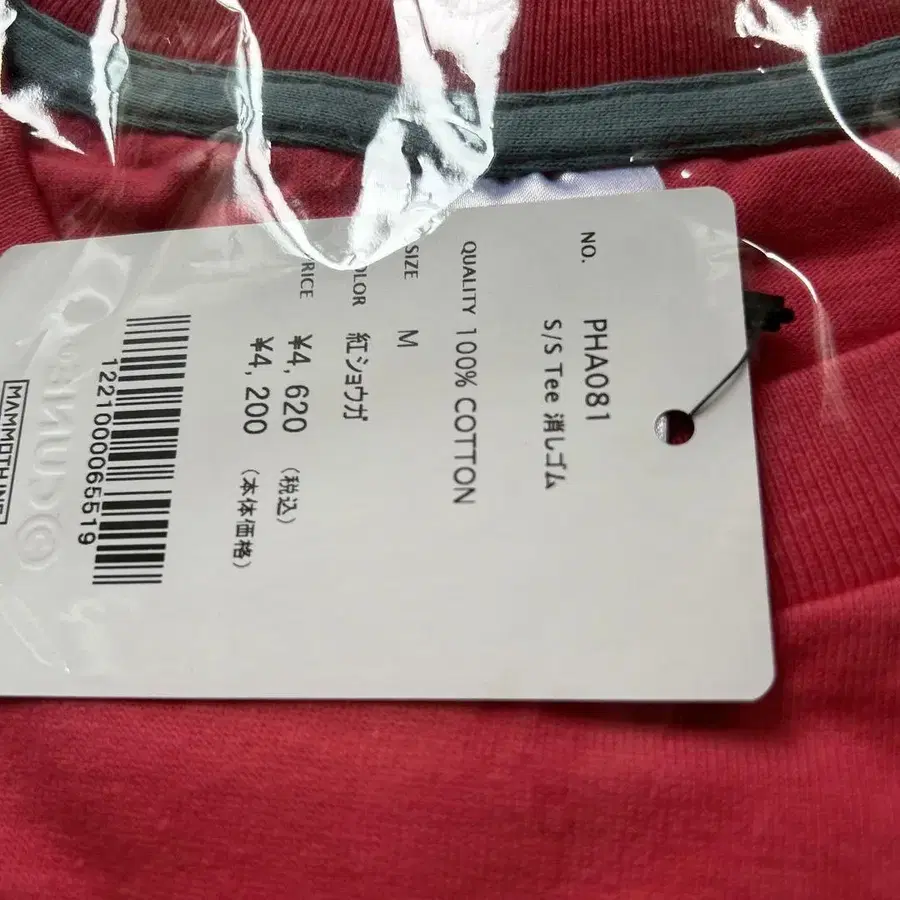 NO. PHA081
S/S Tee 消しゴム
QUALITY 100% COTTON
SIZE M
OLOR 紅ショウガ
RICE ¥4,620 (税込)
¥4,200 (本体価格)
1221000065519